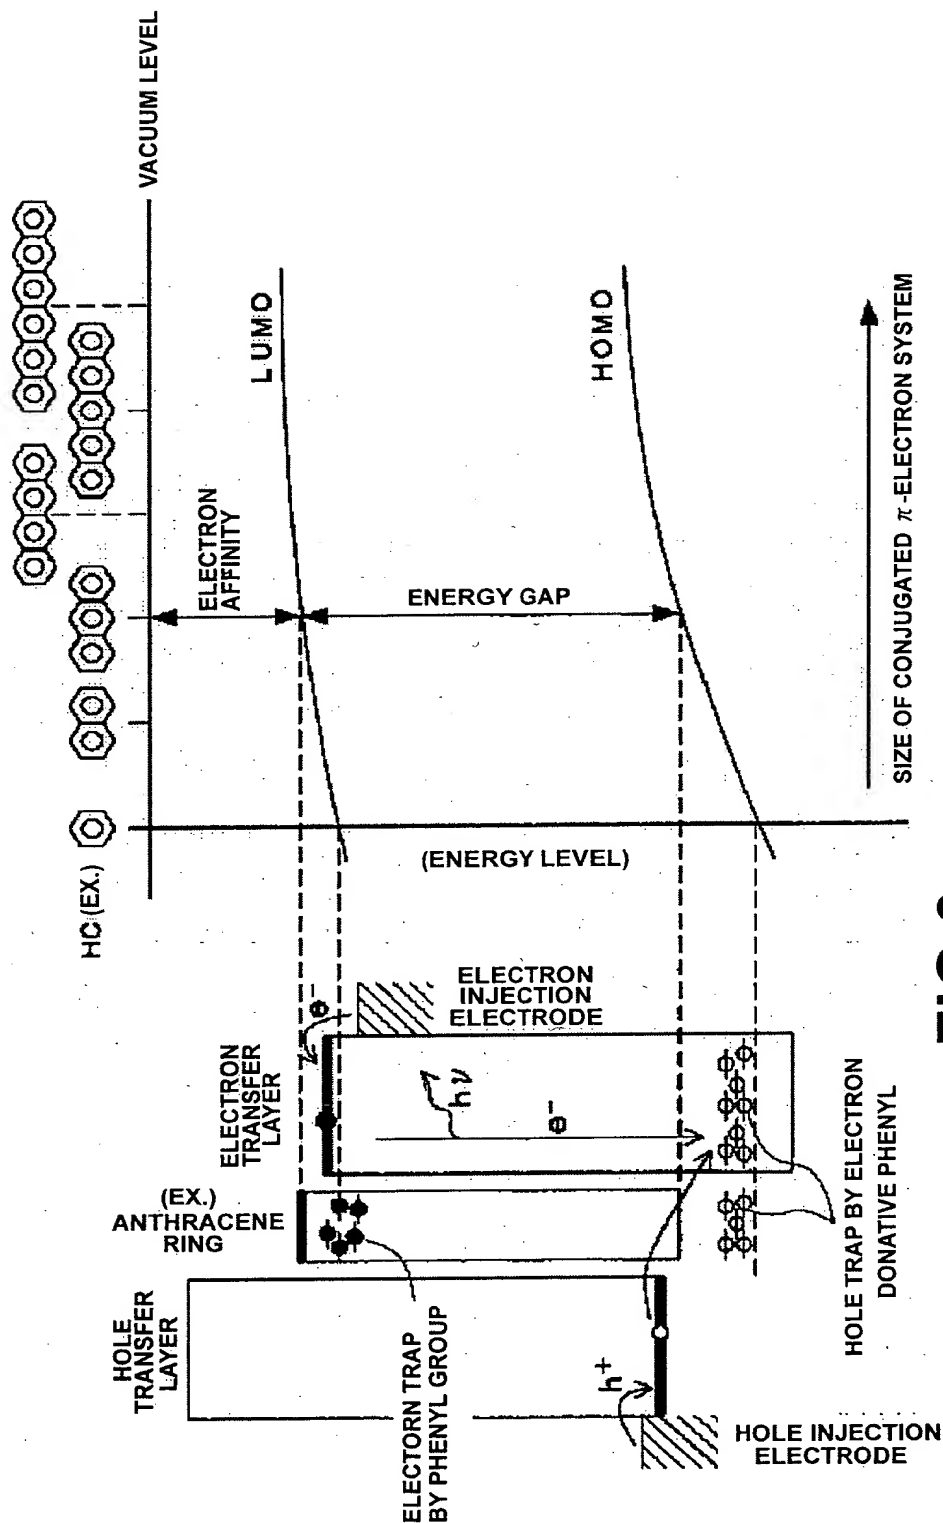 VACUUM LEVEL
LUMO
HOMO
ELECTRON
AFFINITY
ENERGY GAP
SIZE OF CONJUGATED π-ELECTRON SYSTEM
HC (EX.)
(ENERGY LEVEL)
e⁻
ELECTRON
INJECTION
ELECTRODE
ELECTRON
TRANSFER
LAYER
hν
e⁻
(EX.)
ANTHRACENE
RING
HOLE TRAP BY ELECTRON
DONATIVE PHENYL
HOLE
TRANSFER
LAYER
ELECTORN TRAP
BY PHENYL GROUP
h⁺
HOLE INJECTION
ELECTRODE